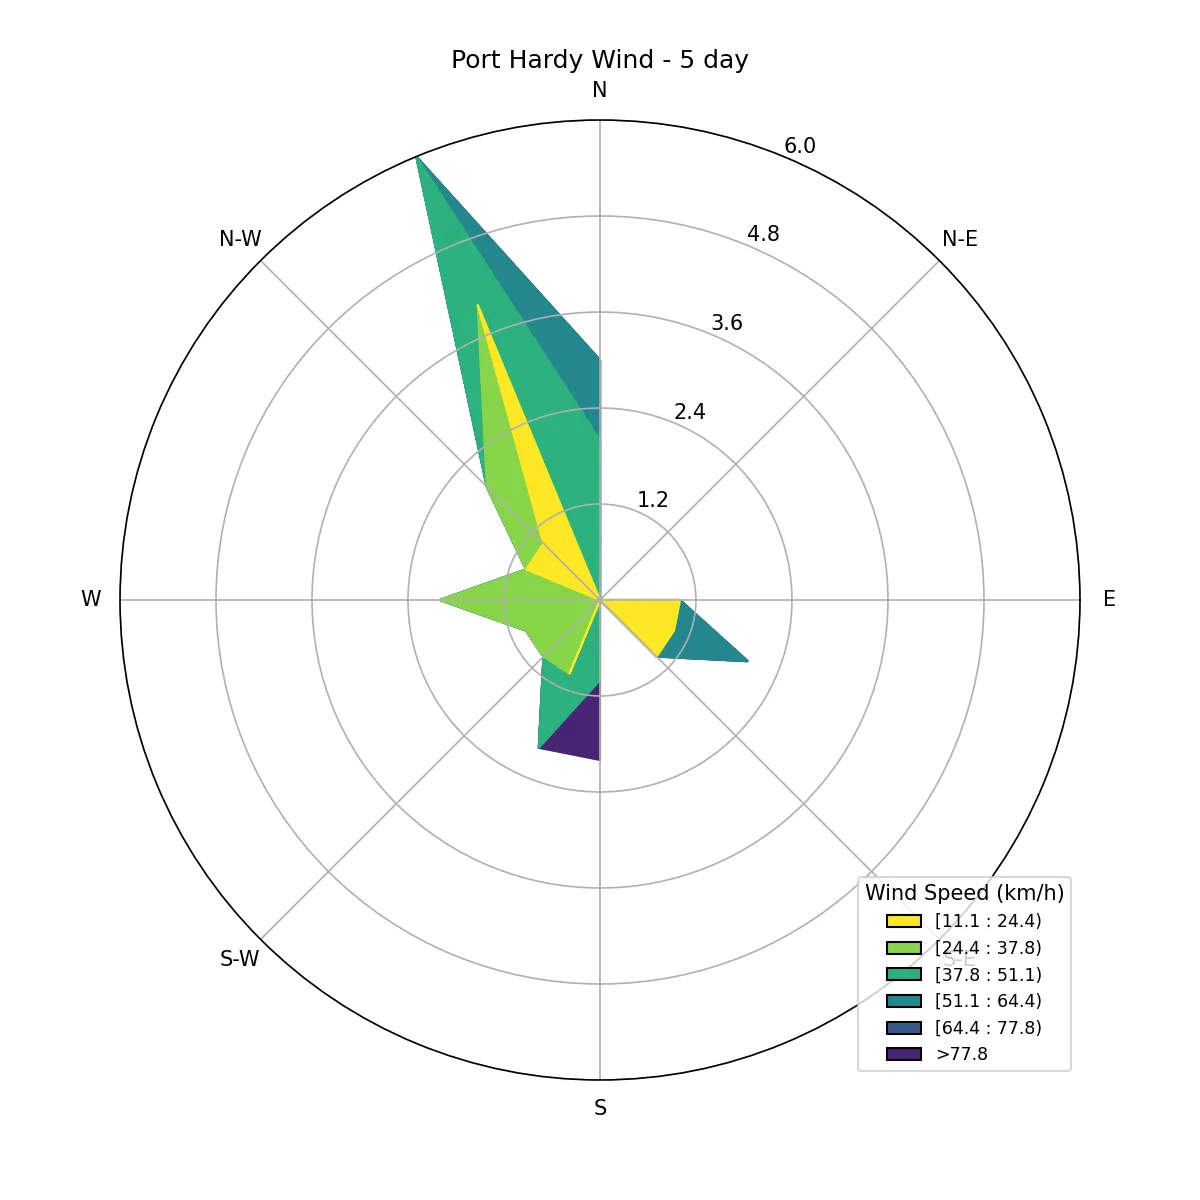 Port Hardy Wind - 5 day
N
6.0
N-W
4.8
N-E
3.6
2.4
1.2
W
E
Wind Speed (km/h)
[11.1 : 24.4)
[24.4 : 37.8)
S-W
S-E
[37.8 : 51.1)
[51.1 : 64.4)
[64.4 : 77.8)
>77.8
S